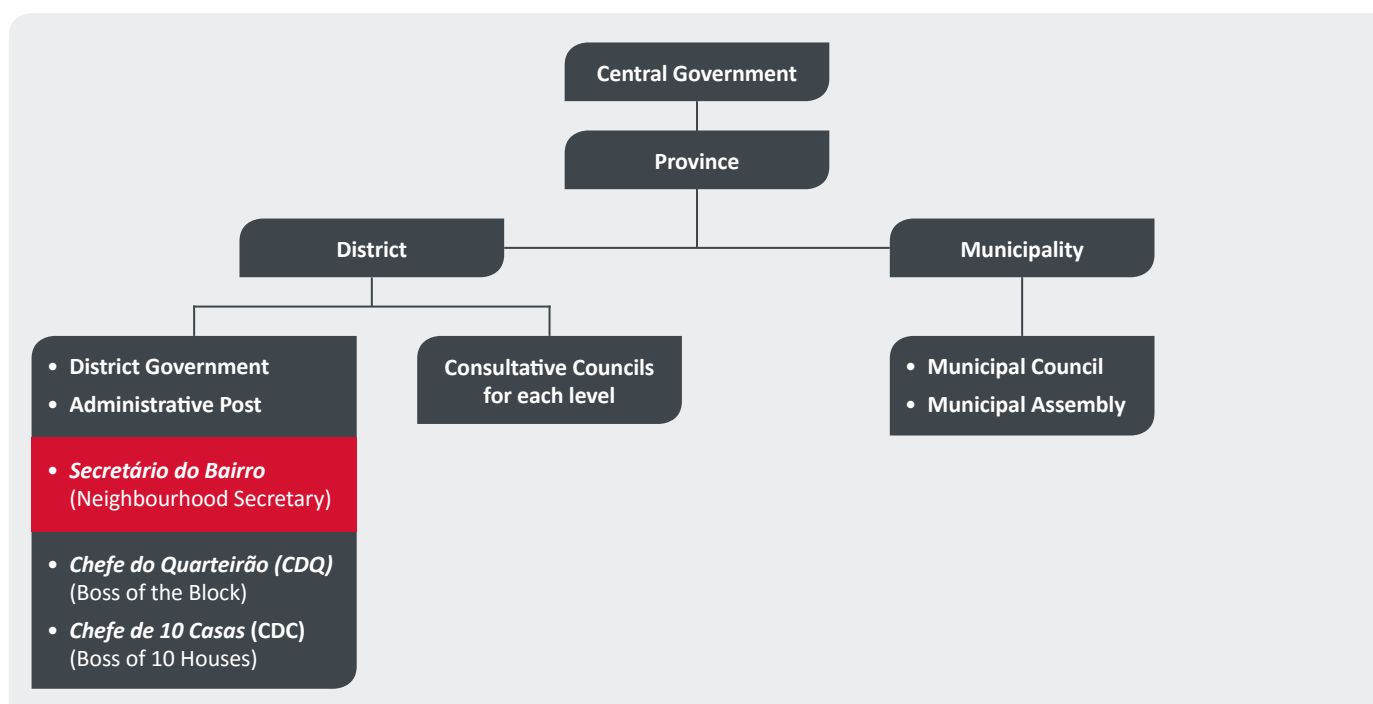 Central Government
Province
District
Municipality
• District Government
• Administrative Post
• Secretário do Bairro
(Neighbourhood Secretary)
• Chefe do Quarteirão (CDQ)
(Boss of the Block)
• Chefe de 10 Casas (CDC)
(Boss of 10 Houses)
Consultative Councils
for each level
• Municipal Council
• Municipal Assembly